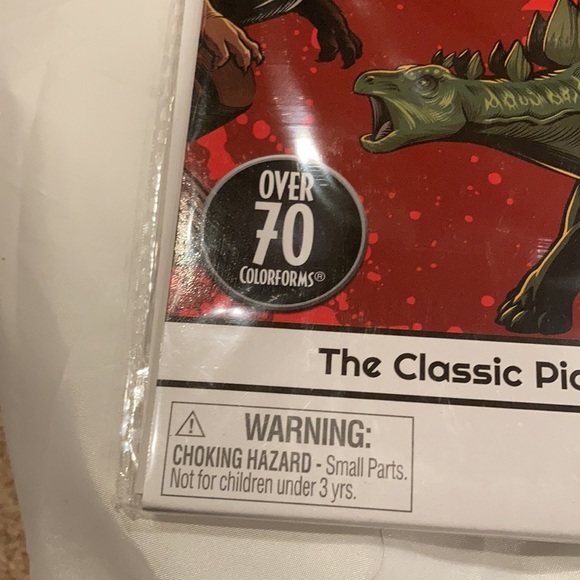 OVER
70
COLORFORMS®
The Classic
WARNING:
CHOKING HAZARD - Small Parts.
Not for children under 3 yrs.